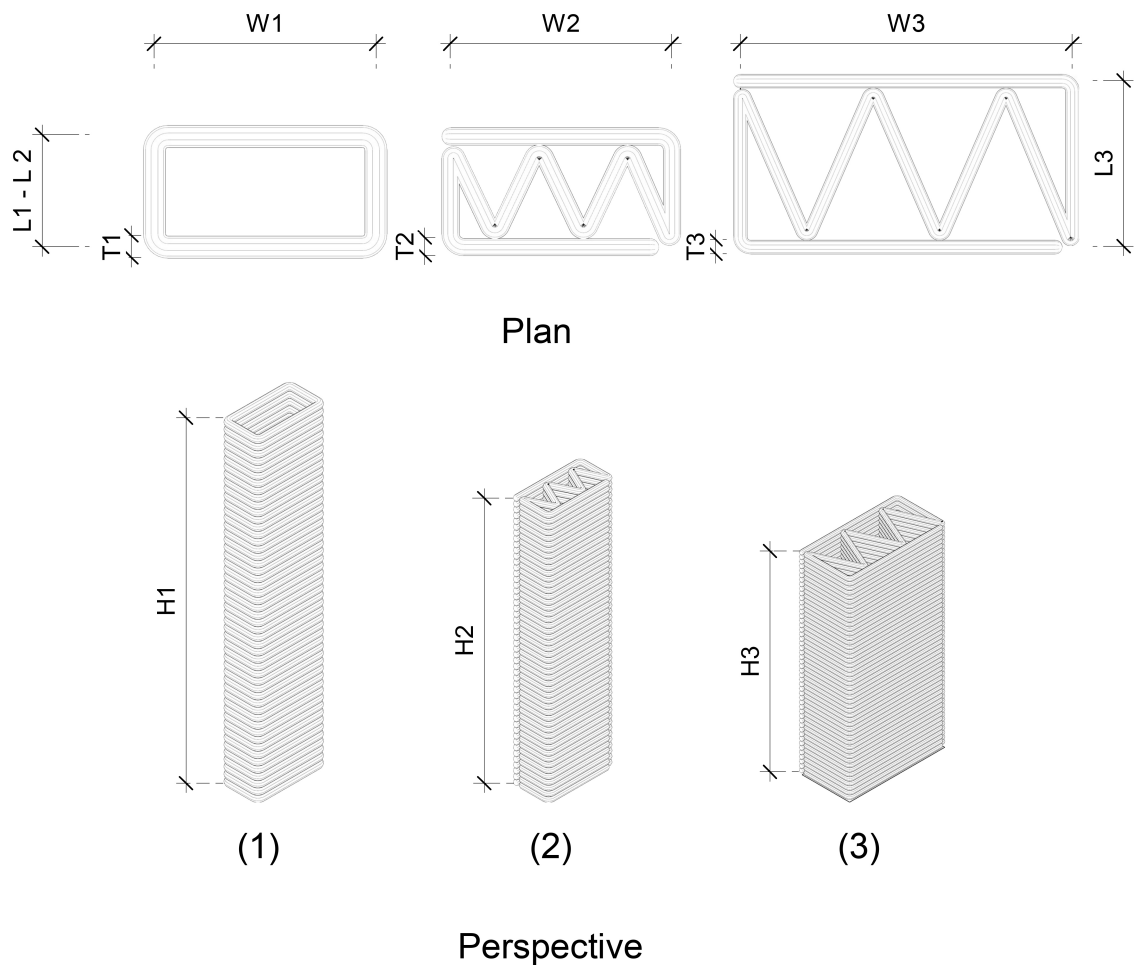 W1
W2
W3
L1 - L 2
T1
T2
T3
L3
Plan
H1
H2
H3
(1)
(2)
(3)
Perspective